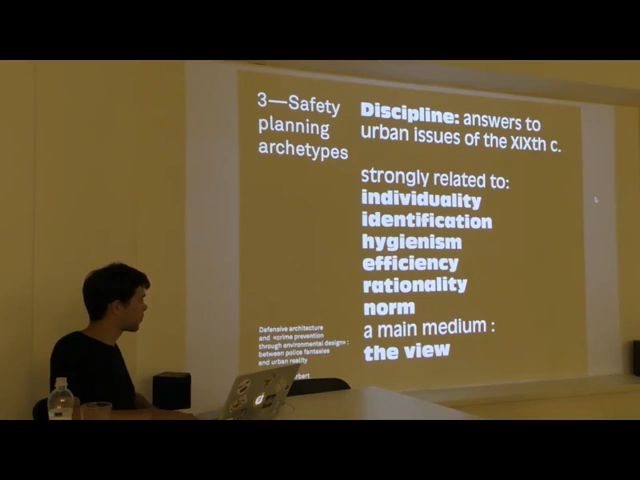 3—Safety
planning
archetypes
Discipline: answers to
urban issues of the XIXth c.
strongly related to:
individuality
identification
hygienism
efficiency
rationality
norm
a main medium :
the view
Defensive architecture
and «crime prevention
through environmental design» :
between police fantasies
and urban reality